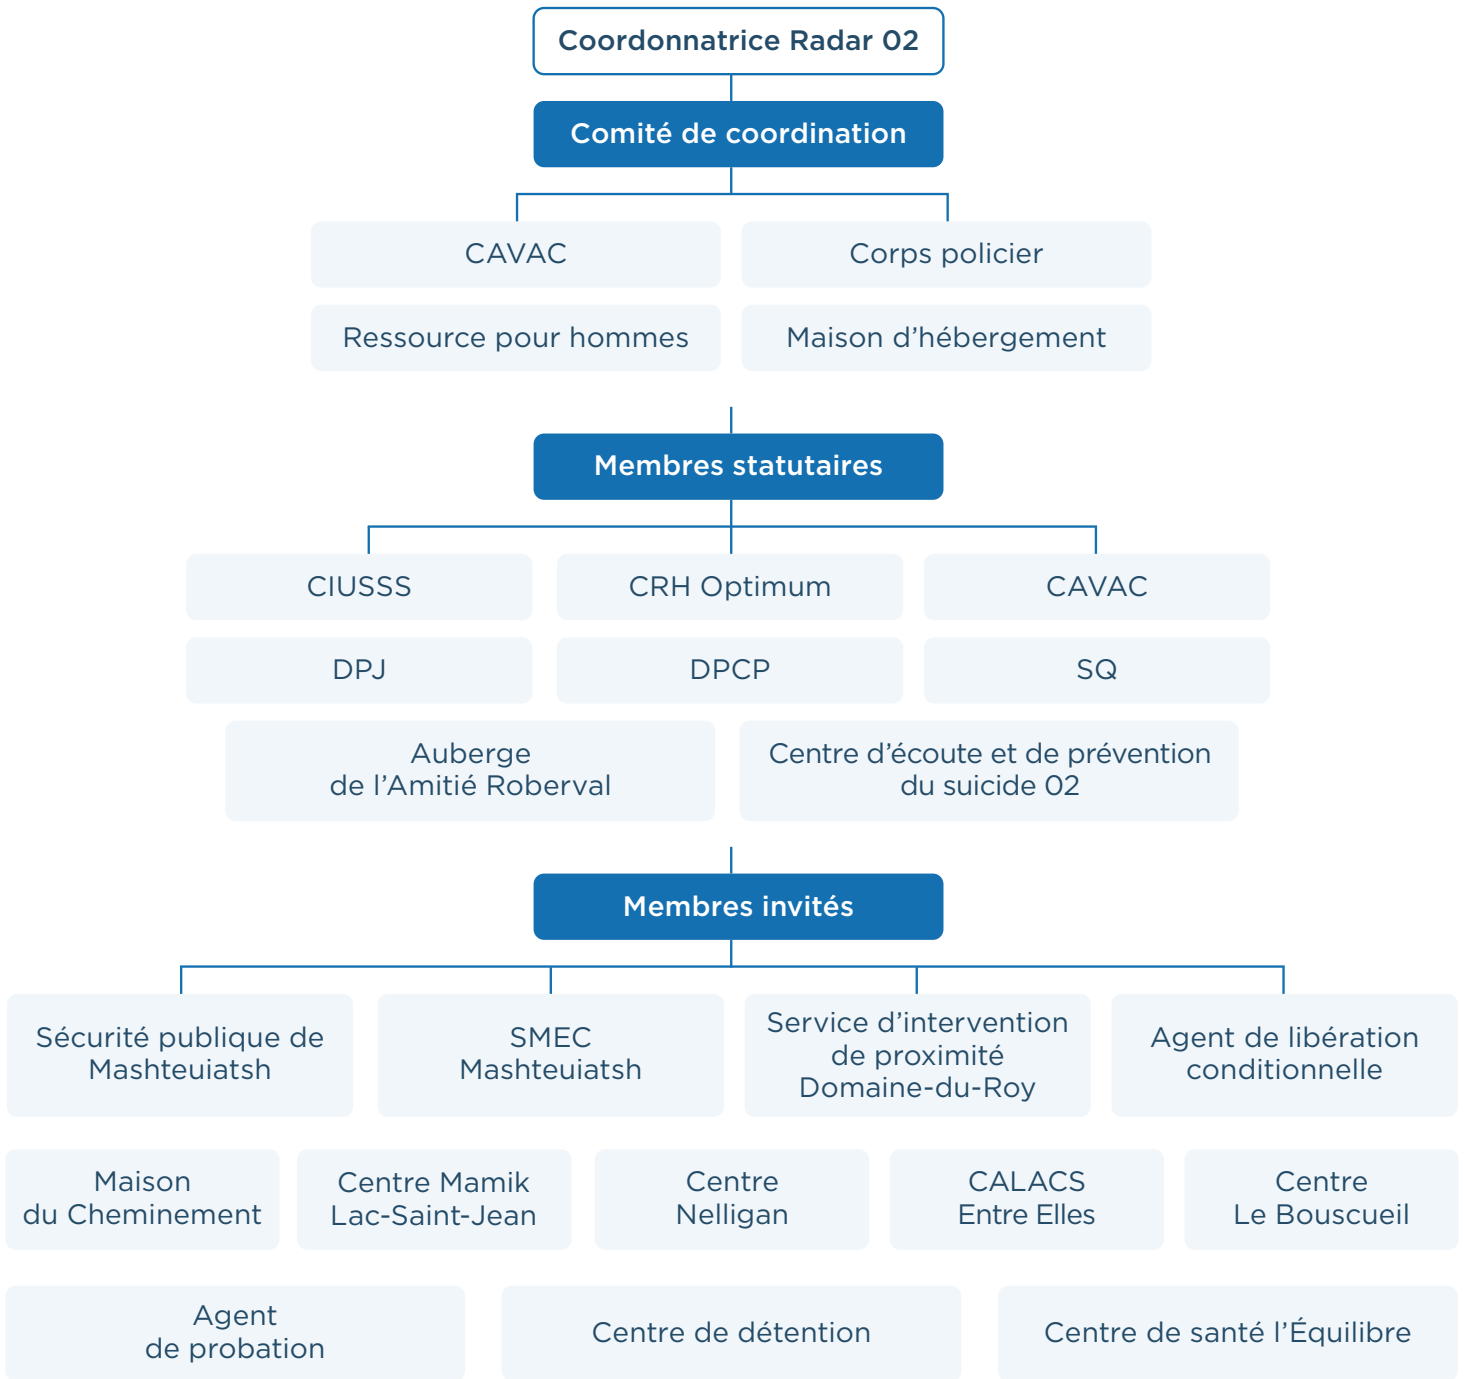 Coordonnatrice Radar 02
Comité de coordination
CAVAC
Corps policier
Ressource pour hommes
Maison d’hébergement
Membres statutaires
CIUSSS
CRH Optimum
CAVAC
DPJ
DPCP
SQ
Auberge
de l’Amitié Roberval
Centre d’écoute et de prévention
du suicide 02
Membres invités
Sécurité publique de
Mashteuiatsh
SMEC
Mashteuiatsh
Service d’intervention
de proximité
Domaine-du-Roy
Agent de libération
conditionnelle
Maison
du Cheminement
Centre Mamik
Lac-Saint-Jean
Centre
Nelligan
CALACS
Entre Elles
Centre
Le Bouscueil
Agent
de probation
Centre de détention
Centre de santé l’Équilibre